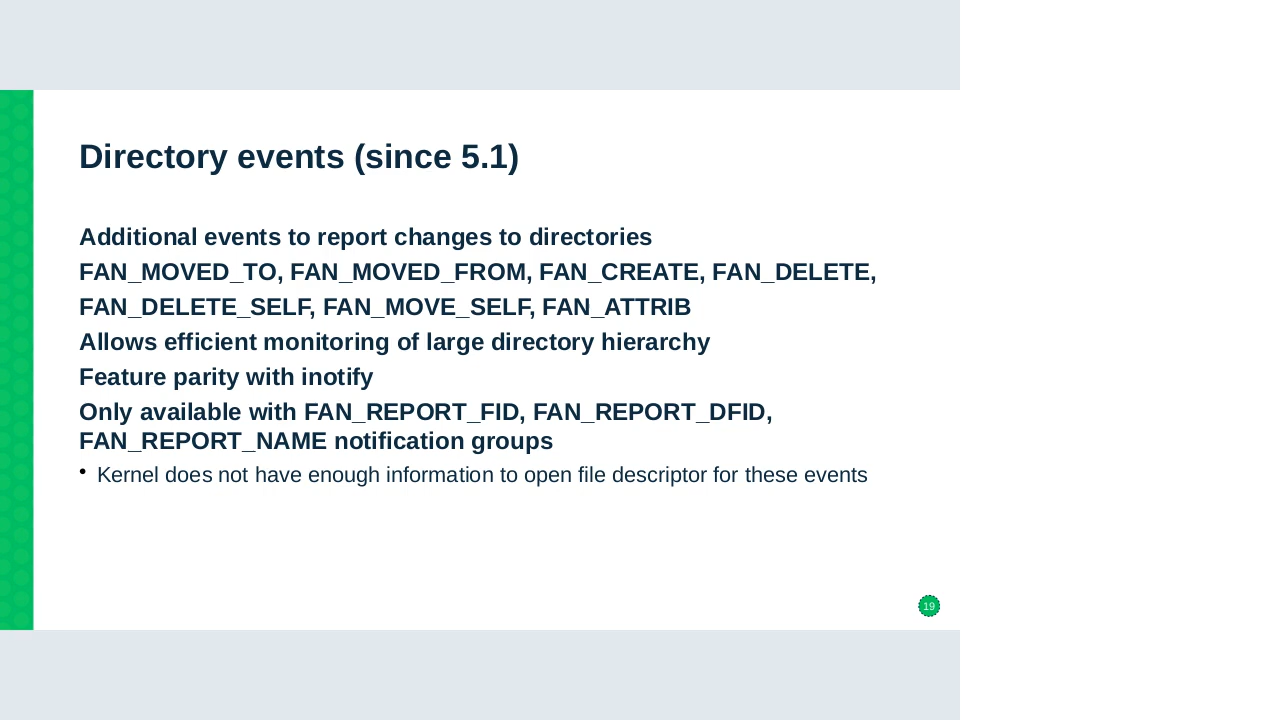 Directory events (since 5.1)
Additional events to report changes to directories
FAN_MOVED_TO, FAN_MOVED_FROM, FAN_CREATE, FAN_DELETE,
FAN_DELETE_SELF, FAN_MOVE_SELF, FAN_ATTRIB
Allows efficient monitoring of large directory hierarchy
Feature parity with inotify
Only available with FAN_REPORT_FID, FAN_REPORT_DFID,
FAN_REPORT_NAME notification groups
• Kernel does not have enough information to open file descriptor for these events
19